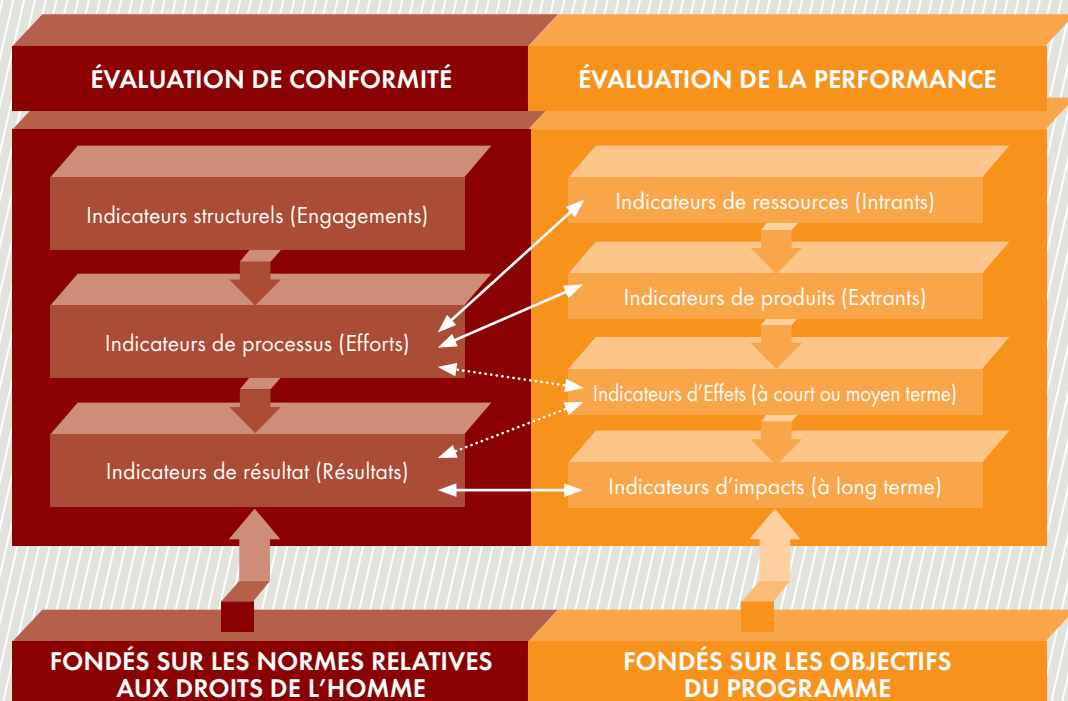 ÉVALUATION DE CONFORMITÉ
ÉVALUATION DE LA PERFORMANCE
Indicateurs structurels (Engagements)
Indicateurs de processus (Efforts)
Indicateurs de résultat (Résultats)
Indicateurs de ressources (Intrants)
Indicateurs de produits (Extrants)
Indicateurs d'Effets (à court ou moyen terme)
Indicateurs d'impacts (à long terme)
FONDÉS SUR LES NORMES RELATIVES
AUX DROITS DE L'HOMME
FONDÉS SUR LES OBJECTIFS
DU PROGRAMME